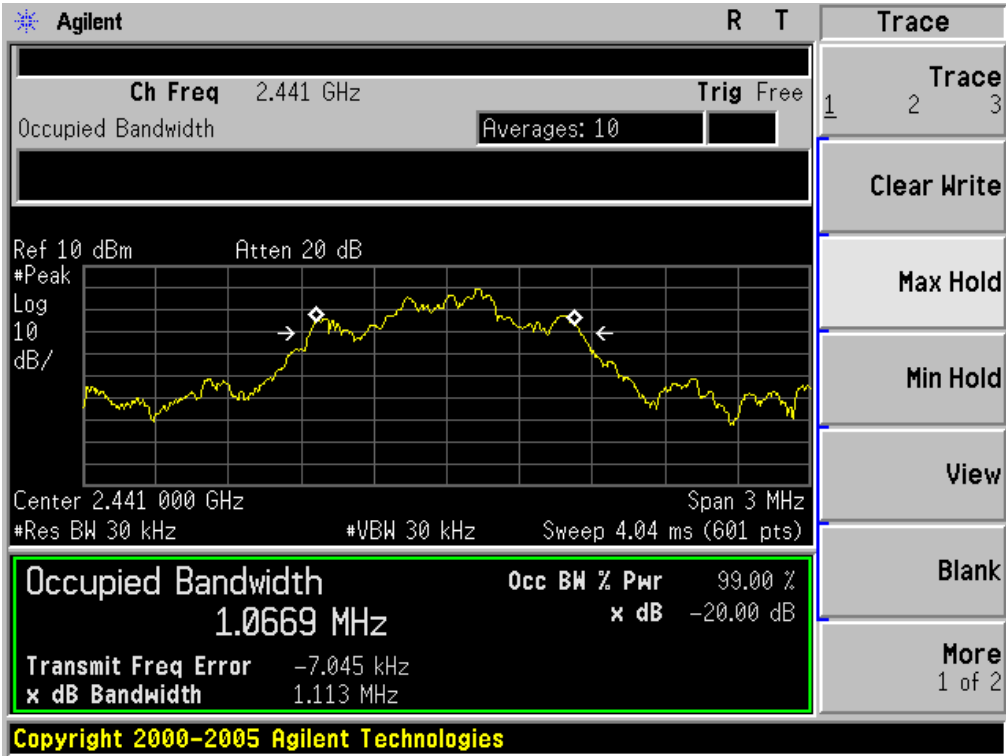 Agilent R T
Ch Freq 2.441 GHz Trig Free
Occupied Bandwidth Averages: 10
Ref 10 dBm Atten 20 dB
#Peak
Log
10
dB/
Center 2.441 000 GHz Span 3 MHz
#Res BW 30 kHz #VBW 30 kHz Sweep 4.04 ms (601 pts)
Occupied Bandwidth Occ BW % Pwr 99.00 %
1.0669 MHz x dB -20.00 dB
Transmit Freq Error -7.045 kHz
x dB Bandwidth 1.113 MHz
Copyright 2000-2005 Agilent Technologies
Trace
Trace
1 2 3
Clear Write
Max Hold
Min Hold
View
Blank
More
1 of 2